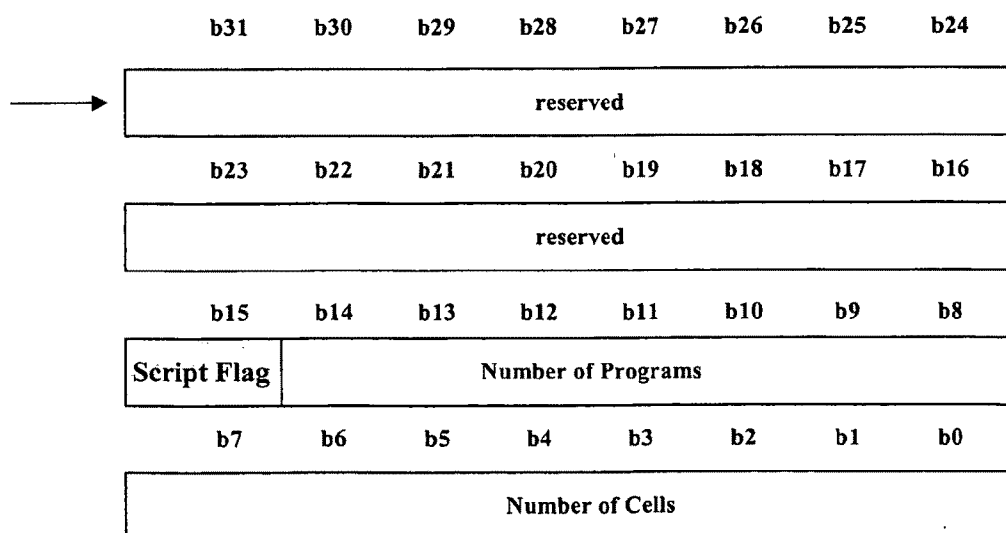 b31 b30 b29 b28 b27 b26 b25 b24
reserved
b23 b22 b21 b20 b19 b18 b17 b16
reserved
b15 b14 b13 b12 b11 b10 b9 b8
Script Flag Number of Programs
b7 b6 b5 b4 b3 b2 b1 b0
Number of Cells